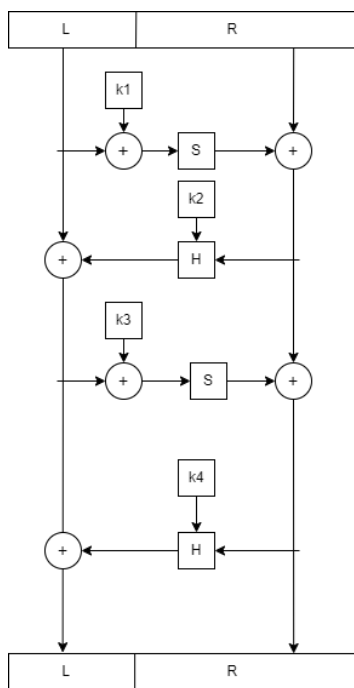 L R
k1
+ S +
k2
+ H
k3
+ S +
k4
+ H
L R